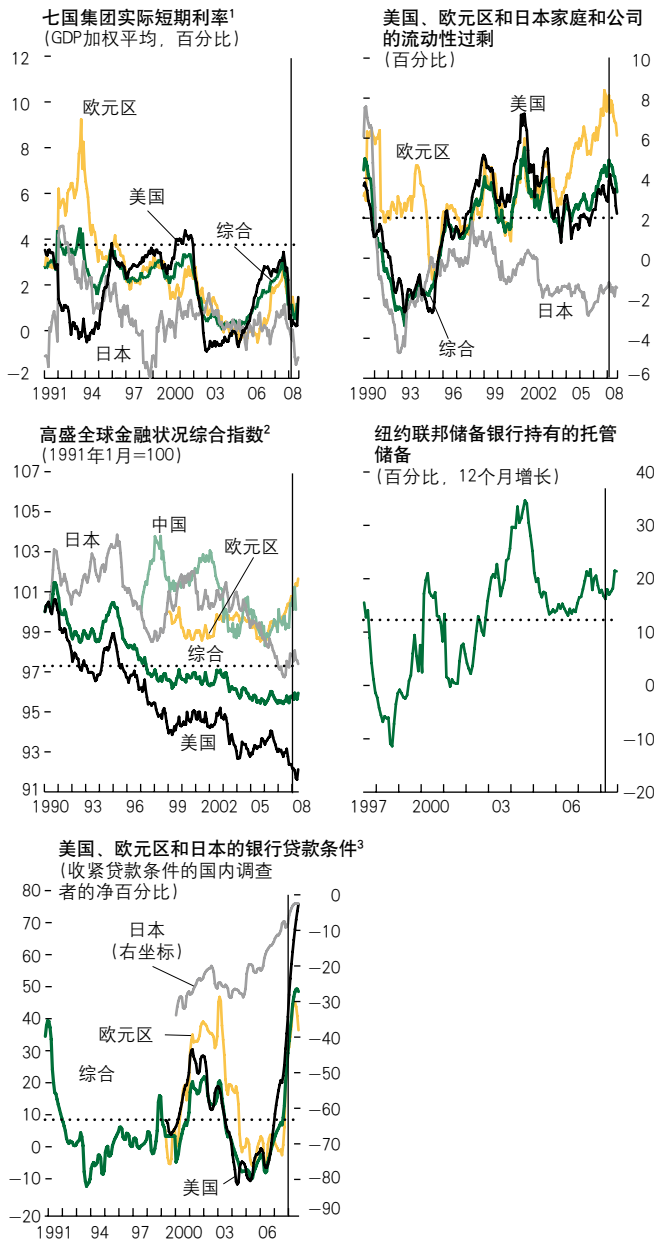 七国集团实际短期利率1
(GDP加权平均，百分比)
12
10
8
6
4
2
0
−2
欧元区
美国
综合
日本
1991 94 97 2000 03 06 08
美国、欧元区和日本家庭和公司
的流动性过剩
(百分比)
10
8
6
4
2
0
−2
−4
−6
美国
欧元区
日本
综合
1990 93 96 99 2002 05 08
高盛全球金融状况综合指数2
(1991年1月=100)
107
105
103
101
99
97
95
93
91
中国
日本
欧元区
综合
美国
1990 93 96 99 2002 05 08
纽约联邦储备银行持有的托管
储备
(百分比，12个月增长)
40
30
20
10
0
−10
−20
1997 2000 03 06
美国、欧元区和日本的银行贷款条件3
(收紧贷款条件的国内调查
者的净百分比)
80
70
60
50
40
30
20
10
0
−10
−20
0
−10
−20
−30
−40
−50
−60
−70
−80
−90
日本
(右坐标)
欧元区
综合
美国
1991 94 97 2000 03 06